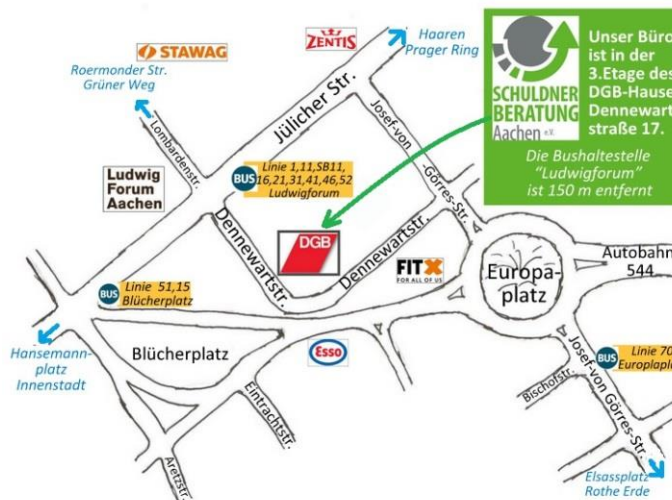 STAWAG
ZENTIS
Haaren
Prager Ring
Roermonder Str.
Grüner Weg
Lombardenstr.
Jülicher Str.
Josef-von
-Görres-Str.
SCHULDNER
BERATUNG
Aachen e.V.
Unser Büro
ist in der
3.Etage des
DGB-Hause
Dennewart
straße 17.
Die Bushaltestelle
"Ludwigforum"
ist 150 m entfernt
Ludwig
Forum
Aachen
BUS
Linie 1,11,SB11,
16,21,31,41,46,52
Ludwigforum
Dennewartstr.
DGB
Dennewartstr.
FITX
FOR ALL OF US
Europa-
platz
Autobahn
544
BUS
Linie 51,15
Blücherplatz
Hansemann-
platz
Innenstadt
Blücherplatz
Esso
BUS
Linie 70
Europlapla
Josef-von Görres-Str.
Bischofstr.
Eintrachtstr.
Aretzstr.
Elsassplatz
Rothe Erde